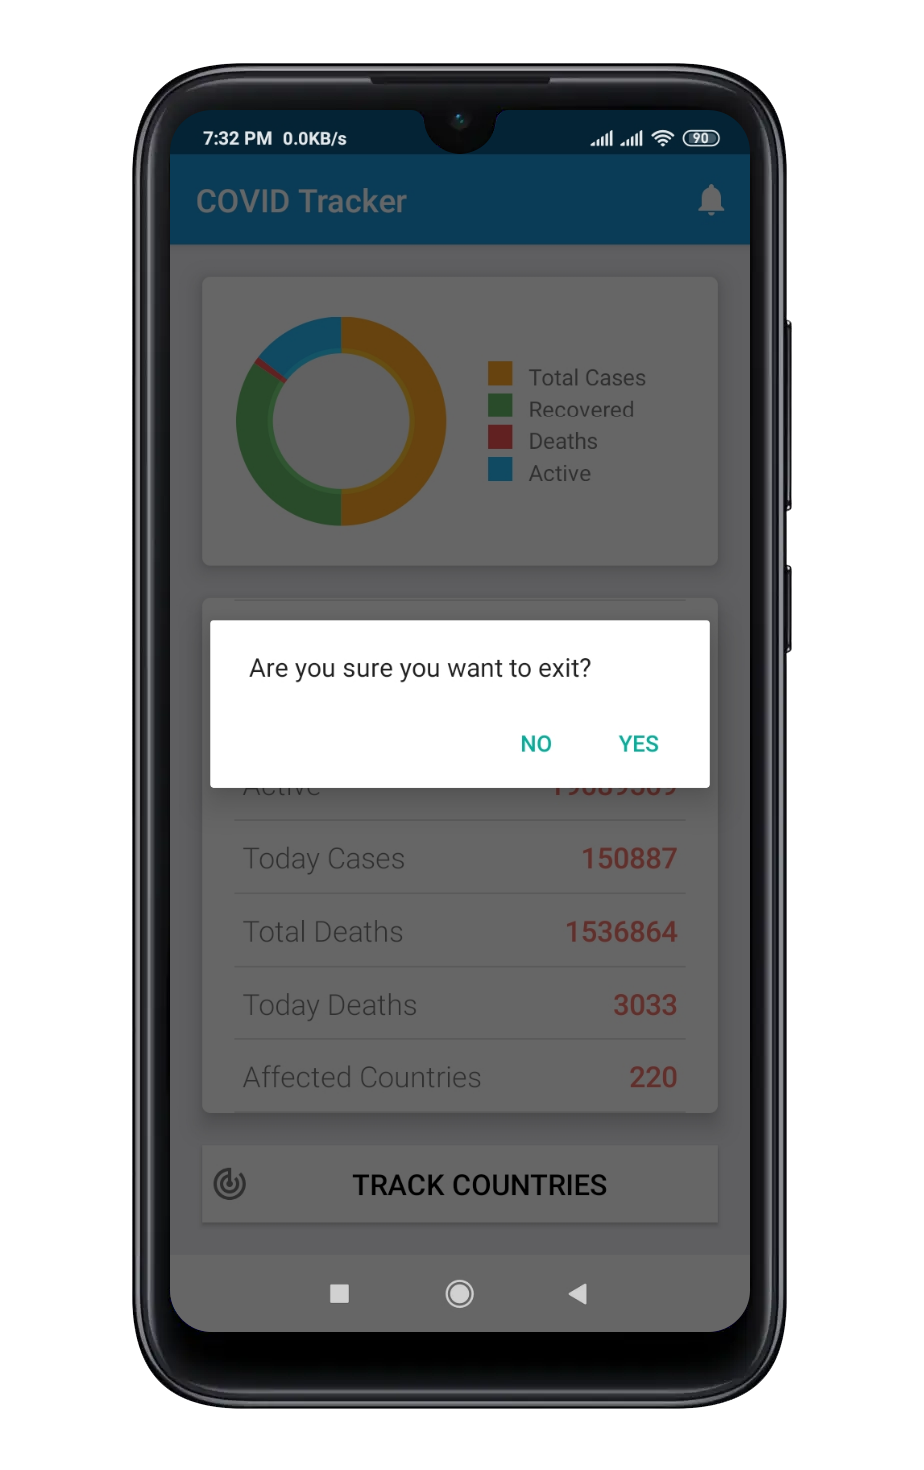 7:32 PM 0.0KB/s 90
COVID Tracker
Total Cases
Recovered
Deaths
Active
Are you sure you want to exit?
NO YES
Active
Today Cases 150887
Total Deaths 1536864
Today Deaths 3033
Affected Countries 220
TRACK COUNTRIES